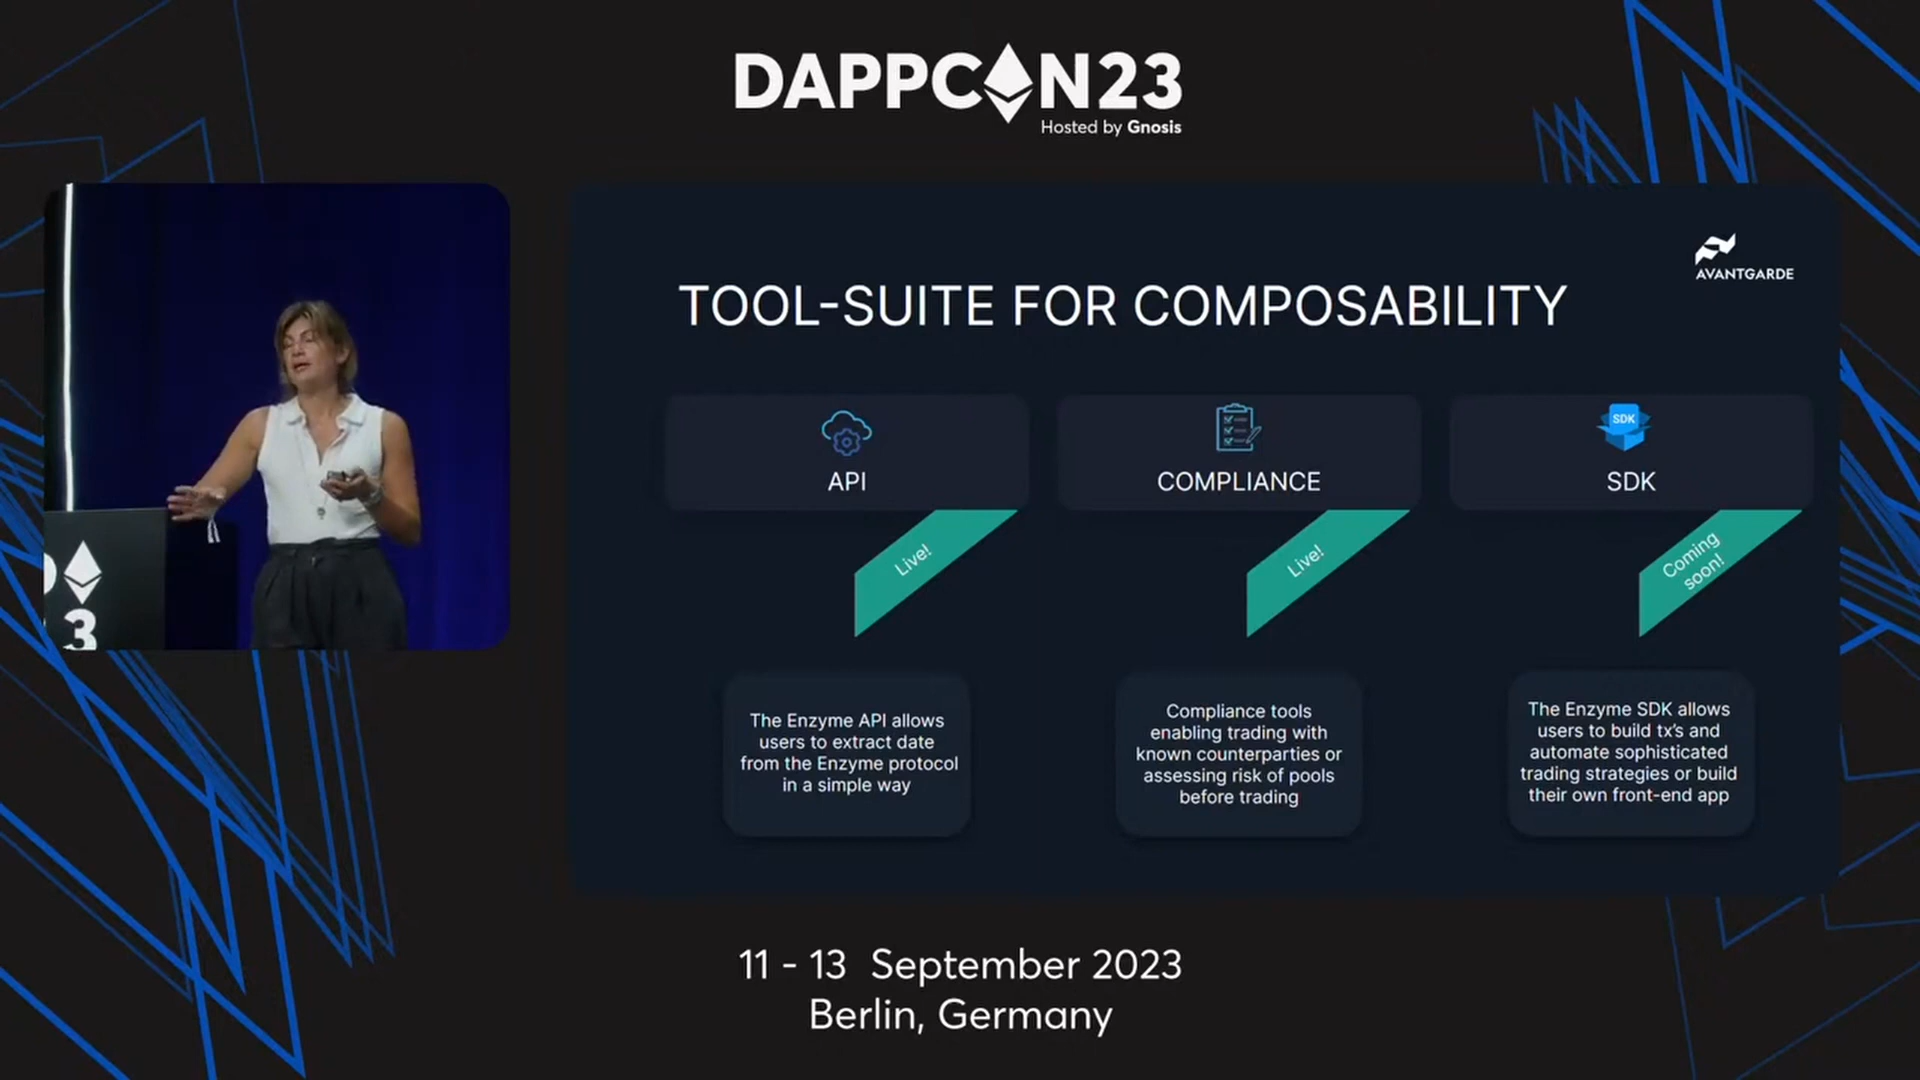 DAPPCON23
Hosted by Gnosis
AVANTGARDE
TOOL-SUITE FOR COMPOSABILITY
API
COMPLIANCE
SDK
SDK
Live!
Live!
Coming
soon!
The Enzyme API allows
users to extract date
from the Enzyme protocol
in a simple way
Compliance tools
enabling trading with
known counterparties or
assessing risk of pools
before trading
The Enzyme SDK allows
users to build tx's and
automate sophisticated
trading strategies or build
their own front-end app
3
11 - 13 September 2023
Berlin, Germany